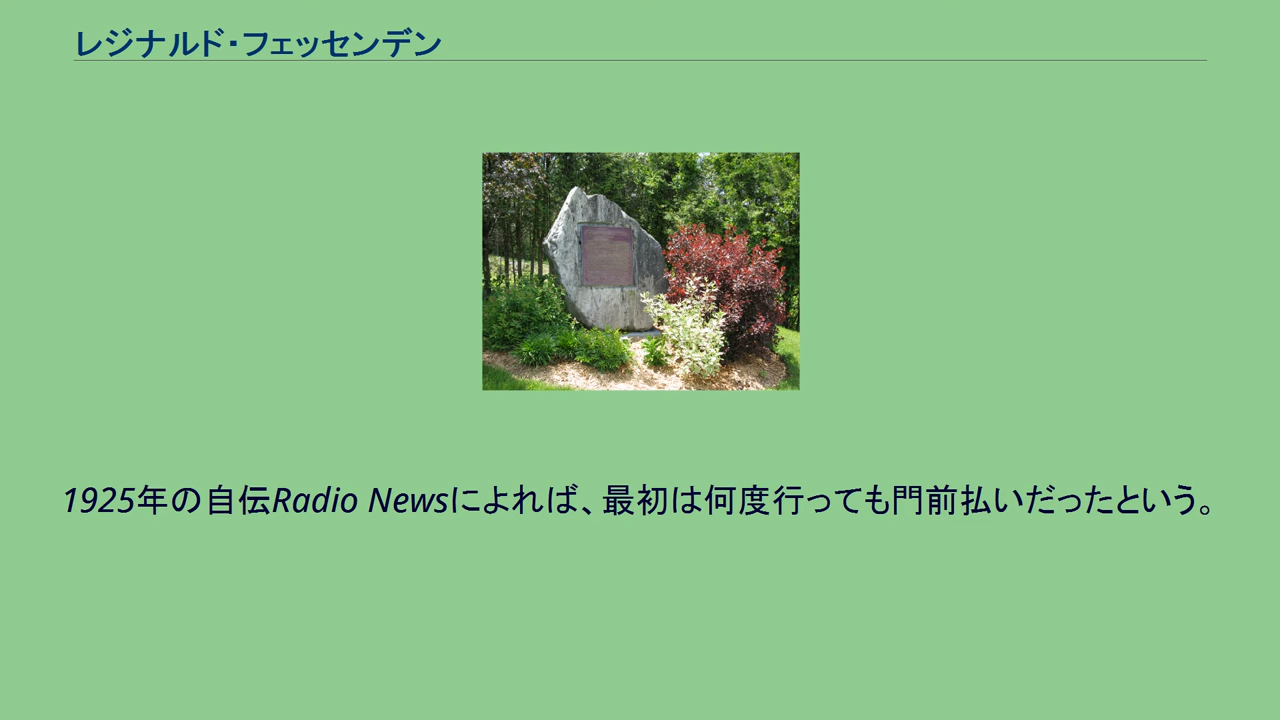 レジナルド・フェッセンデン
1925年の自伝Radio Newsによれば、最初は何度行っても門前払いだったという。